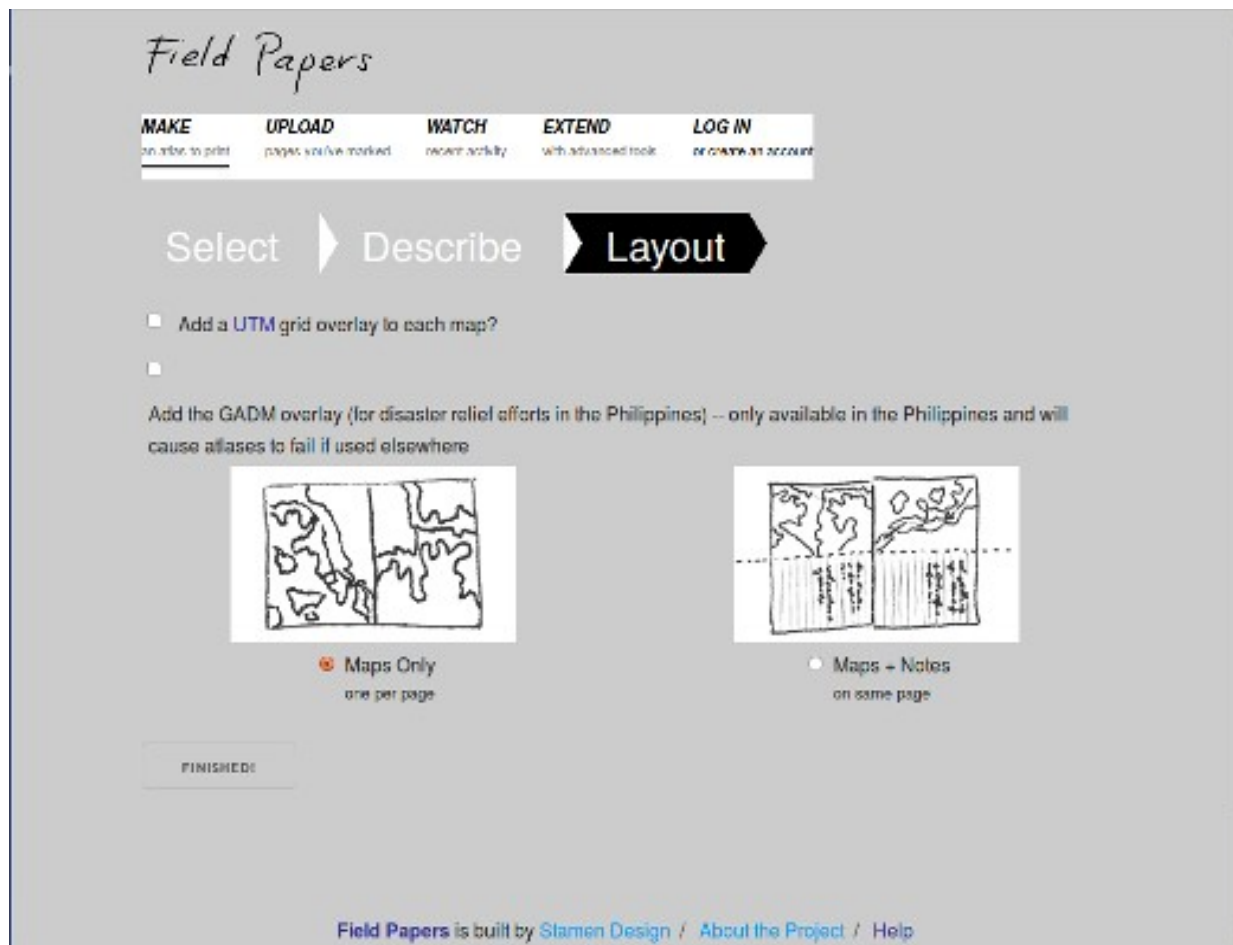 Field Papers
MAKE UPLOAD WATCH EXTEND LOG IN
an atlas to print pages you've marked recent activity with advanced tools or create an account
Select Describe Layout
Add a UTM grid overlay to each map?
Add the GADM overlay (for disaster relief efforts in the Philippines) -- only available in the Philippines and will
cause atlases to fail if used elsewhere
Maps Only Maps + Notes
one per page on same page
FINISHED!
Field Papers is built by Stamen Design / About the Project / Help